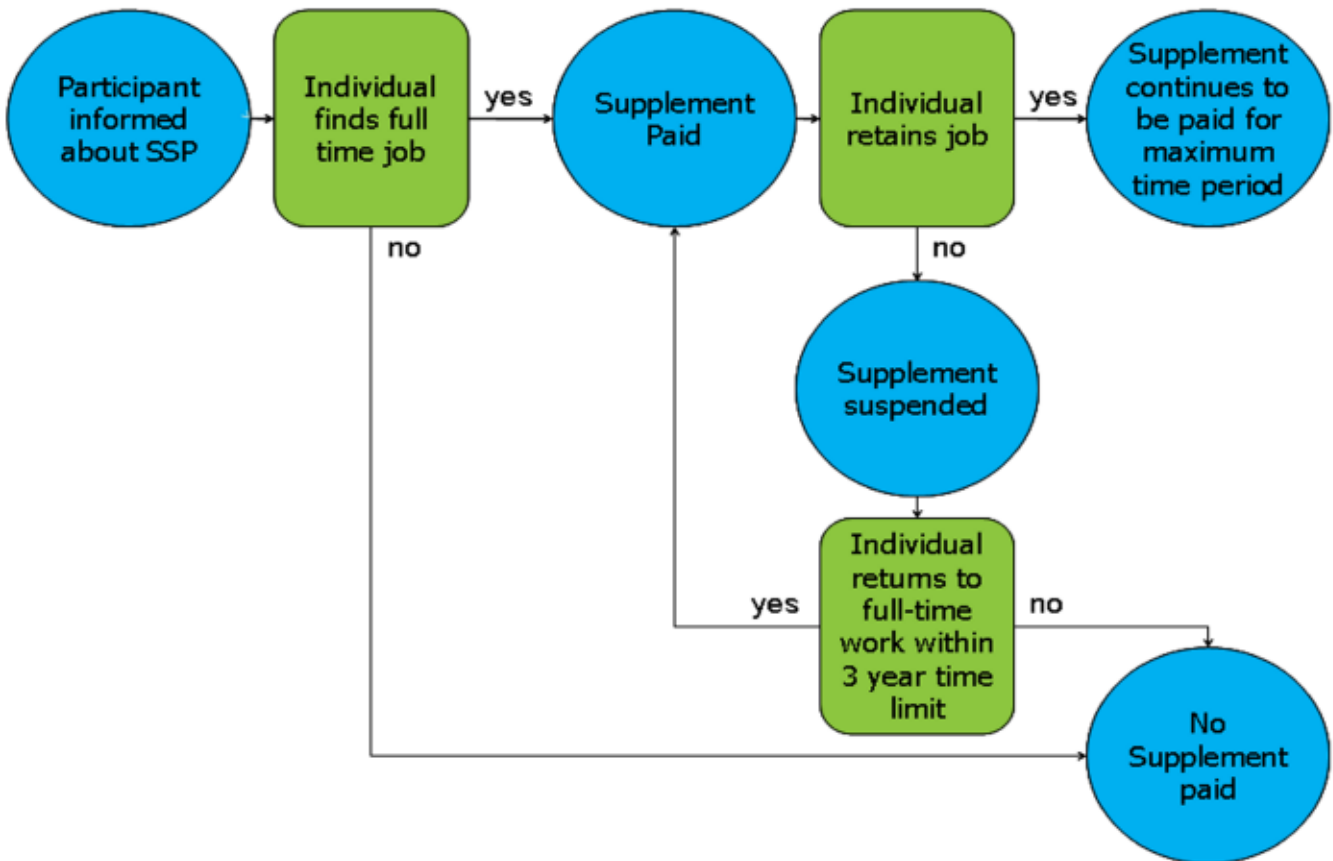 Participant
informed
about SSP
Individual
finds full
time job
yes
no
Supplement
Paid
Individual
retains job
yes
no
Supplement
continues to
be paid for
maximum
time period
Supplement
suspended
Individual
returns to
full-time
work within
3 year time
limit
yes
no
No
Supplement
paid